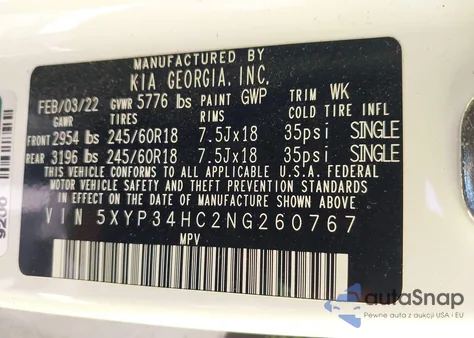 MANUFACTURED BY
KIA GEORGIA, INC.
FEB/03/22 GVWR 5776 lbs PAINT GWP TRIM WK
GAWR TIRES RIMS COLD TIRE INFL
FRONT 2954 lbs 245/60R18 7.5Jx18 35psi SINGLE
REAR 3196 lbs 245/60R18 7.5Jx18 35psi SINGLE
THIS VEHICLE CONFORMS TO ALL APPLICABLE U.S.A. FEDERAL
MOTOR VEHICLE SAFETY AND THEFT PREVENTION STANDARDS
IN EFFECT ON THE DATE OF MANUFACTURE SHOWN ABOVE.
VIN 5XYP34HC2NG260767
MPV
9200
autaSnap
Pewne auta z aukcji USA i EU